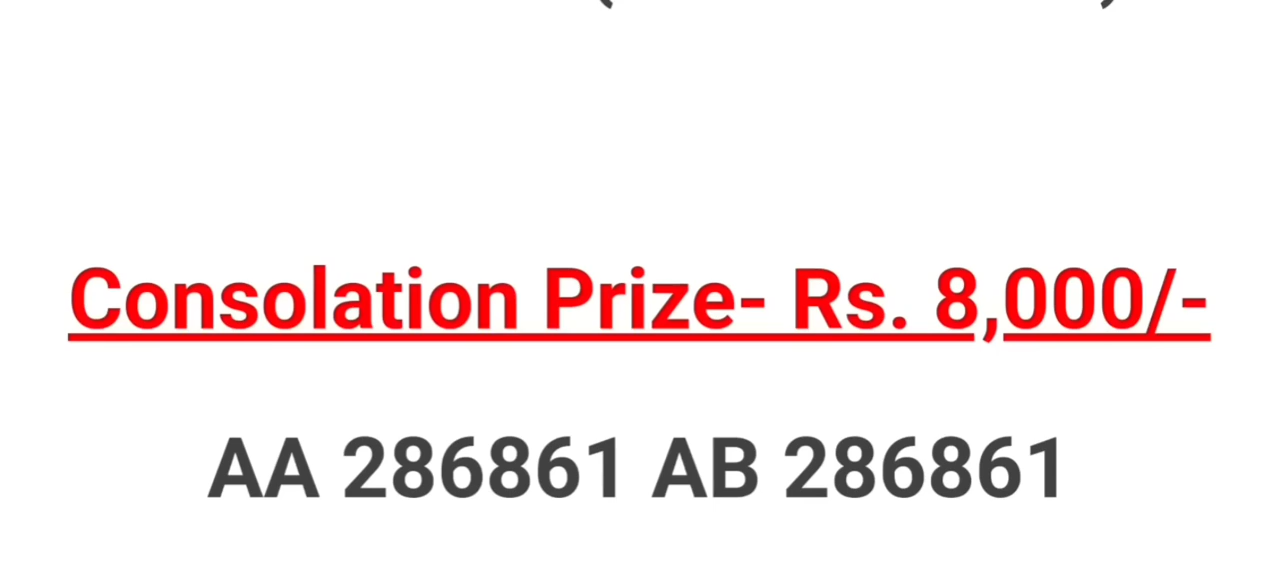 Consolation Prize- Rs. 8,000/-
AA 286861 AB 286861